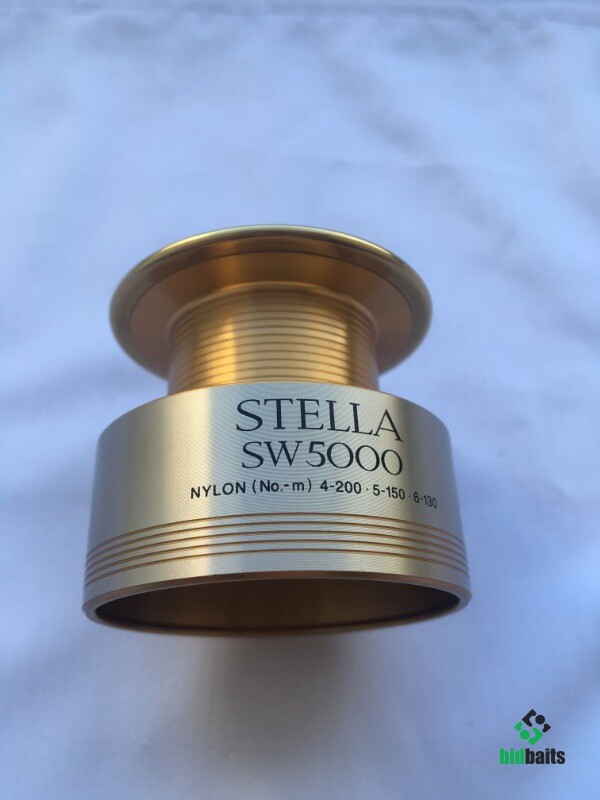 STELLA
SW5000
NYLON (No.-m) 4-200 · 5-150 · 6-130
bidbaits